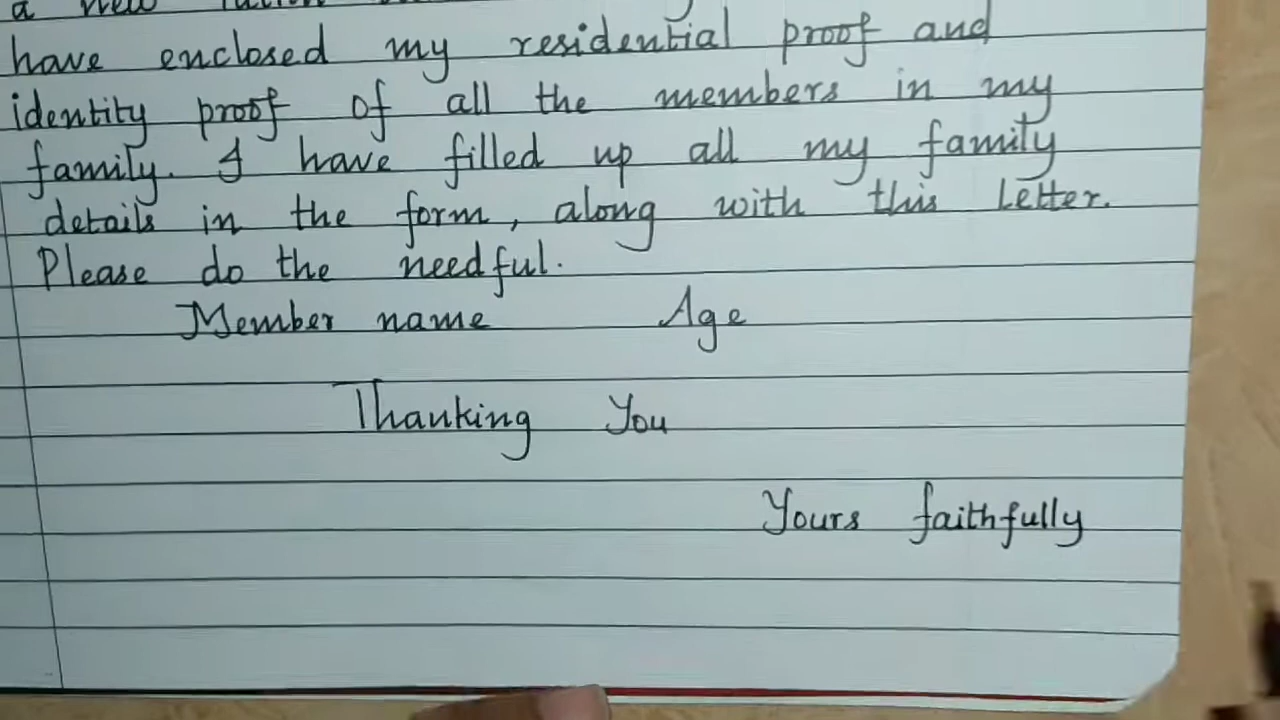 a new ration
have enclosed my residential proof and
identity proof of all the members in my
family. I have filled up all my family
details in the form, along with this letter.
Please do the needful.
Member name Age
Thanking You
Yours faithfully